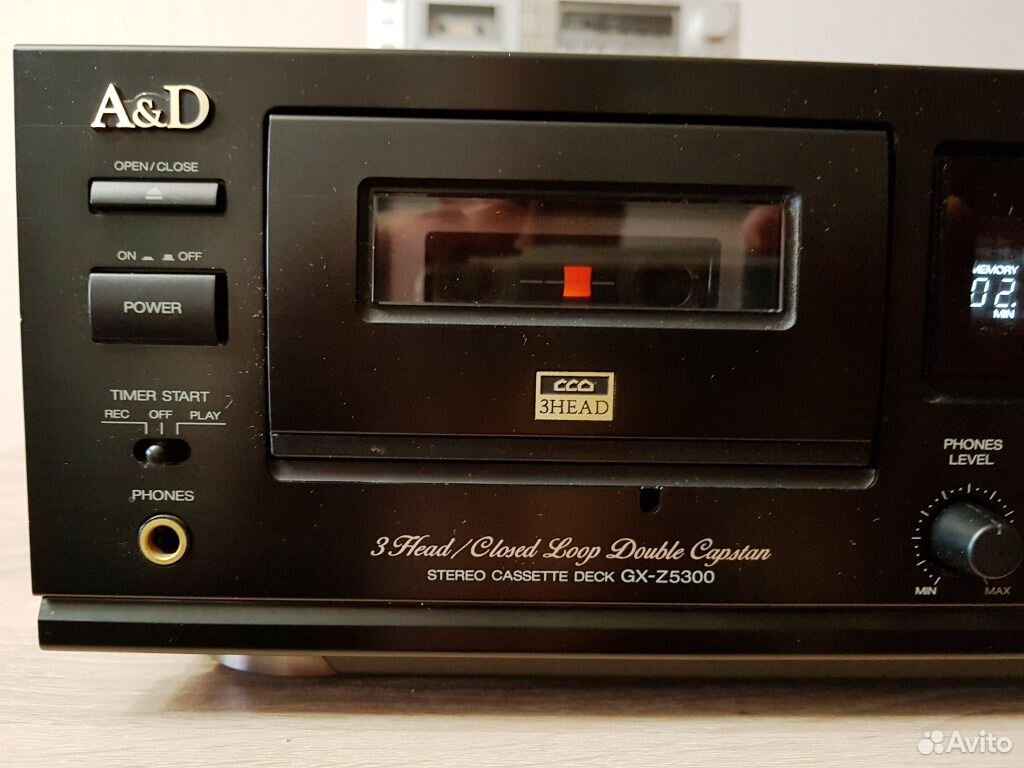 A&D
OPEN/CLOSE
ON OFF
POWER
TIMER START
REC OFF PLAY
PHONES
3HEAD
3 Head/Closed Loop Double Capstan
STEREO CASSETTE DECK GX-Z5300
MEMORY
02.
MIN
PHONES
LEVEL
MIN MAX
Avito